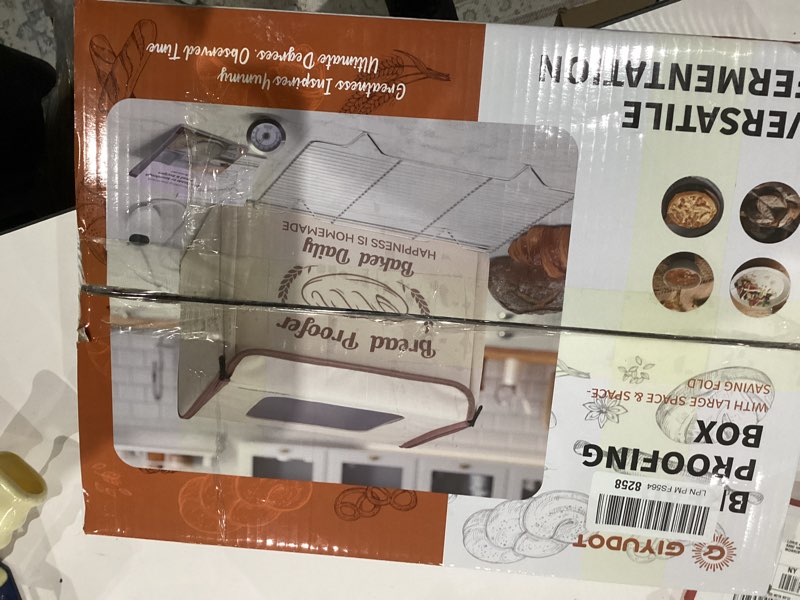 GIYUDOT
PROOFING
BOX
WITH LARGE SPACE & SPACE-
SAVING FOLD
LPN PM FS564 8258
VERSATILE
FERMENTATION
Bread Proofer
Baked Daily
HAPPINESS IS HOMEMADE
Greatness Inspires Yummy
Ultimate Degrees. Observed Time